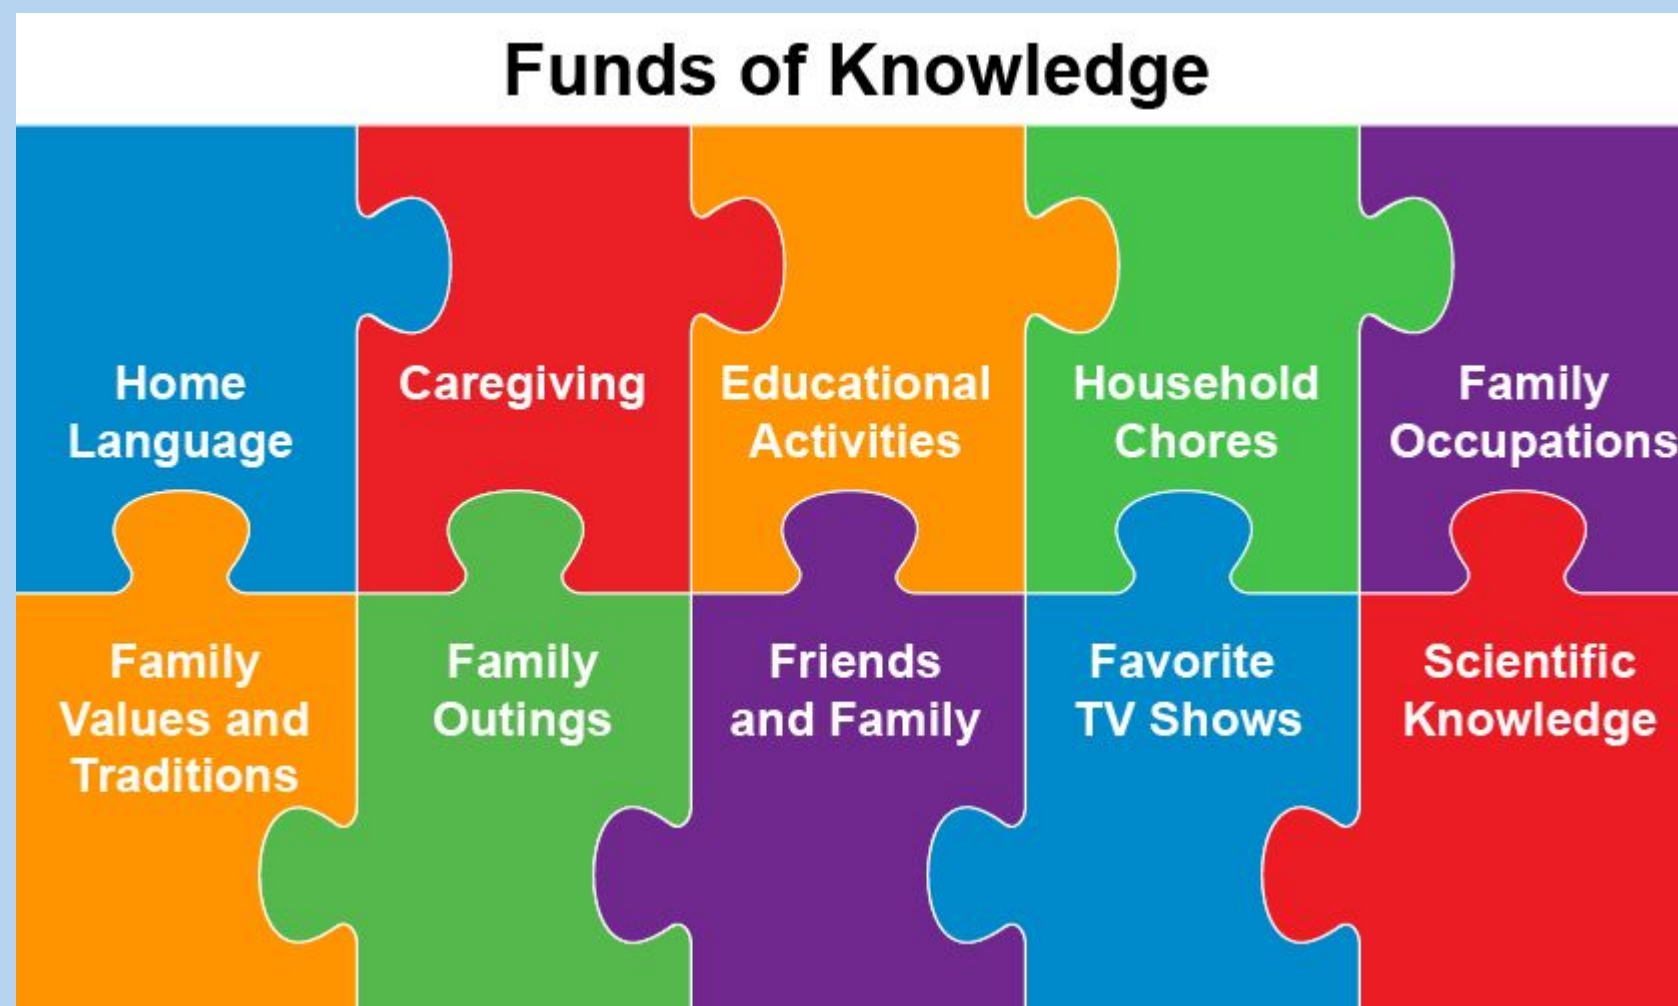 Funds of Knowledge
Home
Language
Caregiving
Educational
Activities
Household
Chores
Family
Occupations
Family
Values and
Traditions
Family
Outings
Friends
and Family
Favorite
TV Shows
Scientific
Knowledge